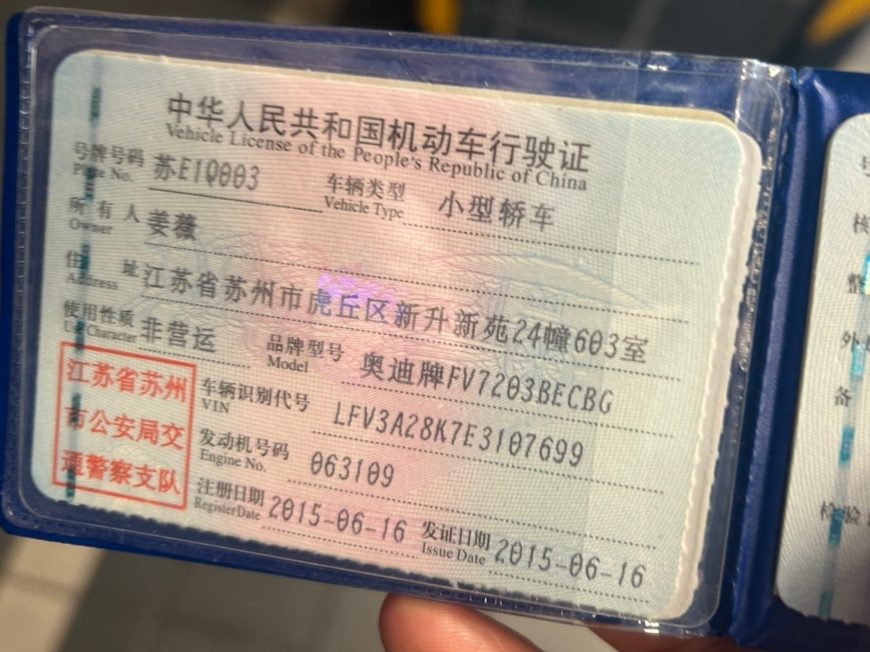 中华人民共和国机动车行驶证
Vehicle License of the People's Republic of China
号牌号码 苏E1Q003 车辆类型 小型轿车
Plate No. Vehicle Type
所有人 姜薇
Owner
住址 江苏省苏州市虎丘区新升新苑24幢603室
Address
使用性质 非营运 品牌型号 奥迪牌FV7203BECBG
Use Character Model
江苏省苏州
市公安局交
通警察支队
车辆识别代号 LFV3A28K7E3107699
VIN
发动机号码 063109
Engine No.
注册日期 2015-06-16 发证日期 2015-06-16
Register Date Issue Date
号
核
整
外
备
检验